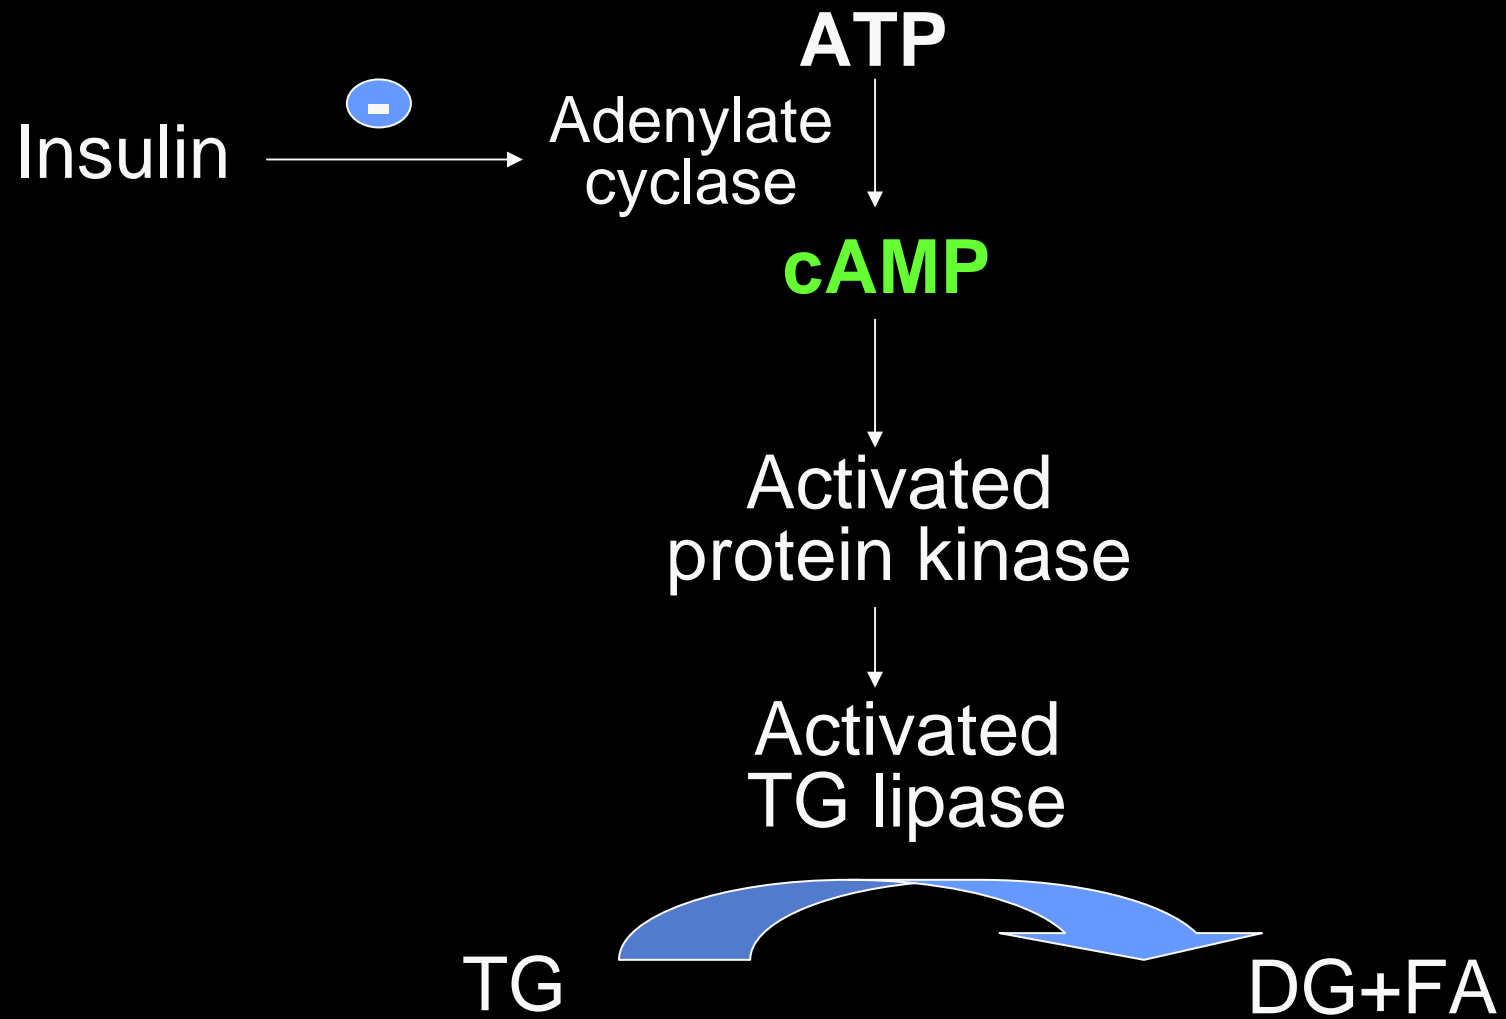 ATP
-
Insulin
Adenylate
cyclase
cAMP
Activated
protein kinase
Activated
TG lipase
TG
DG+FA